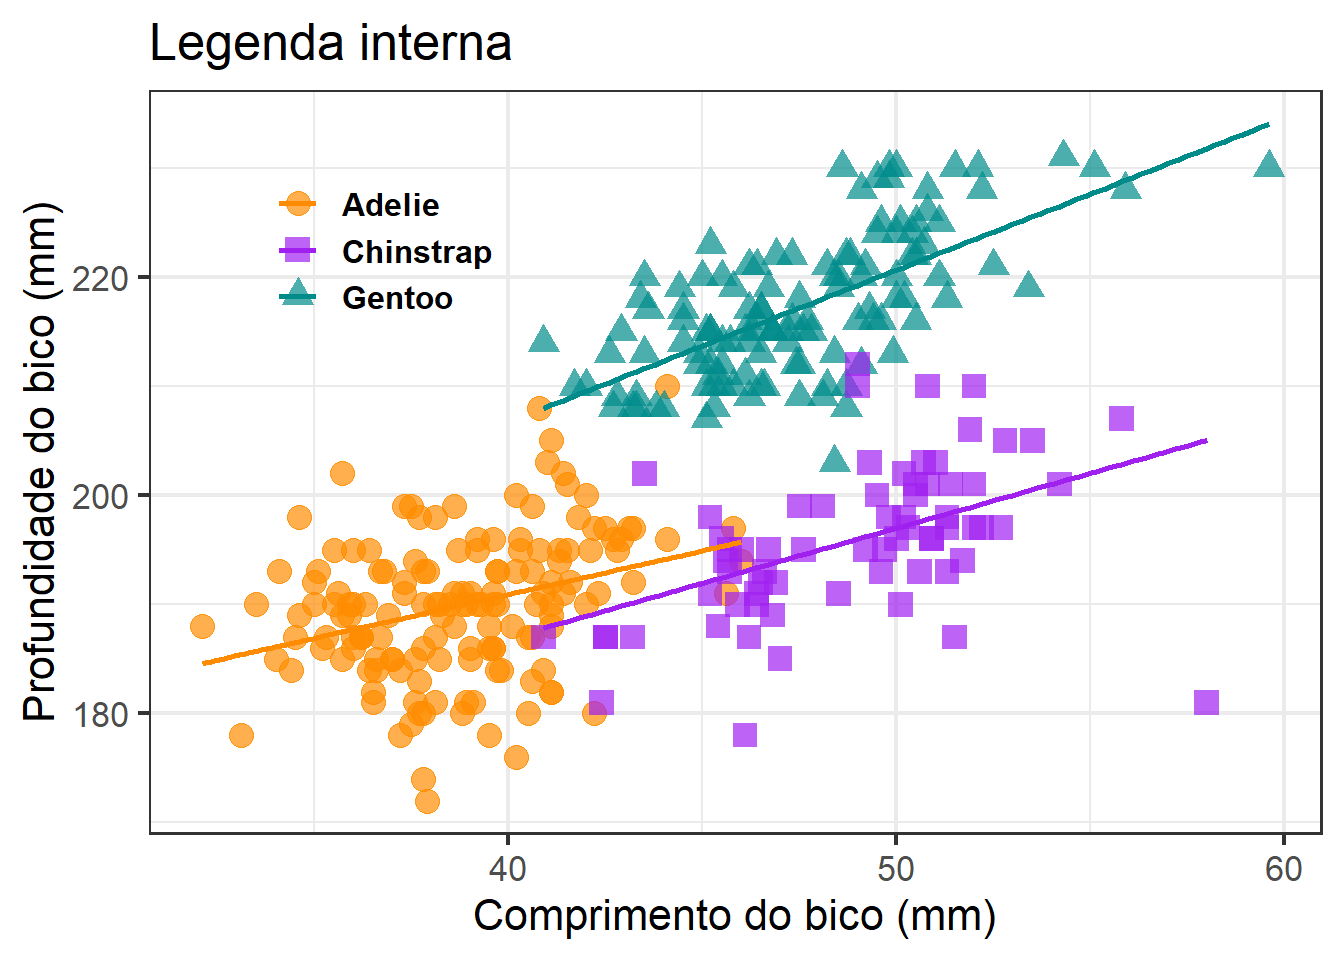 Legenda interna
Profundidade do bico (mm)
220
200
180
Adelie
Chinstrap
Gentoo
40
50
60
Comprimento do bico (mm)